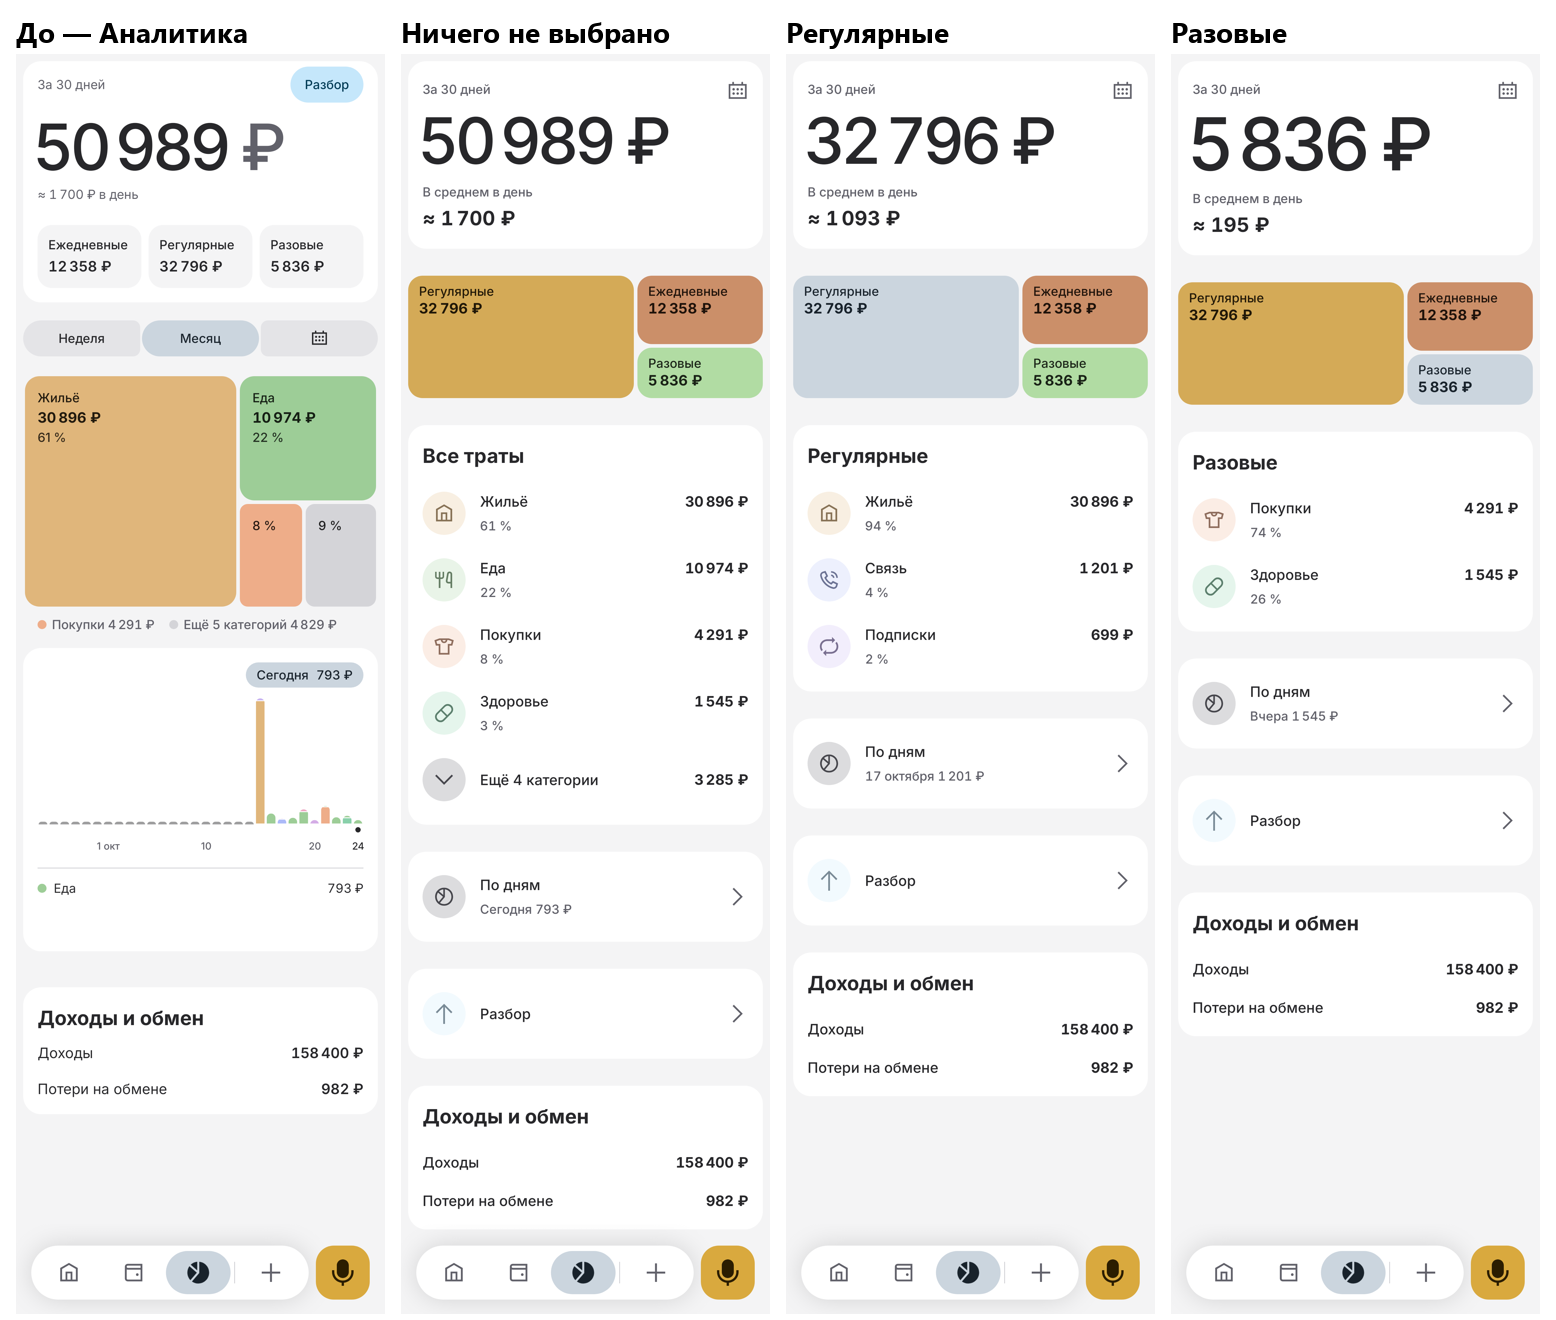 До — Аналитика
За 30 дней
Разбор
50 989 ₽
≈ 1 700 ₽ в день
Ежедневные
12 358 ₽
Регулярные
32 796 ₽
Разовые
5 836 ₽
Неделя
Месяц
Жильё
30 896 ₽
61 %
Еда
10 974 ₽
22 %
8 %
9 %
Покупки 4 291 ₽
Ещё 5 категорий 4 829 ₽
Сегодня 793 ₽
1 окт
10
20
24
Еда
793 ₽
Доходы и обмен
Доходы
158 400 ₽
Потери на обмене
982 ₽
Ничего не выбрано
За 30 дней
50 989 ₽
В среднем в день
≈ 1 700 ₽
Регулярные
32 796 ₽
Ежедневные
12 358 ₽
Разовые
5 836 ₽
Все траты
Жильё
30 896 ₽
61 %
Еда
10 974 ₽
22 %
Покупки
4 291 ₽
8 %
Здоровье
1 545 ₽
3 %
Ещё 4 категории
3 285 ₽
По дням
Сегодня 793 ₽
Разбор
Доходы и обмен
Доходы
158 400 ₽
Потери на обмене
982 ₽
Регулярные
За 30 дней
32 796 ₽
В среднем в день
≈ 1 093 ₽
Регулярные
32 796 ₽
Ежедневные
12 358 ₽
Разовые
5 836 ₽
Регулярные
Жильё
30 896 ₽
94 %
Связь
1 201 ₽
4 %
Подписки
699 ₽
2 %
По дням
17 октября 1 201 ₽
Разбор
Доходы и обмен
Доходы
158 400 ₽
Потери на обмене
982 ₽
Разовые
За 30 дней
5 836 ₽
В среднем в день
≈ 195 ₽
Регулярные
32 796 ₽
Ежедневные
12 358 ₽
Разовые
5 836 ₽
Разовые
Покупки
4 291 ₽
74 %
Здоровье
1 545 ₽
26 %
По дням
Вчера 1 545 ₽
Разбор
Доходы и обмен
Доходы
158 400 ₽
Потери на обмене
982 ₽